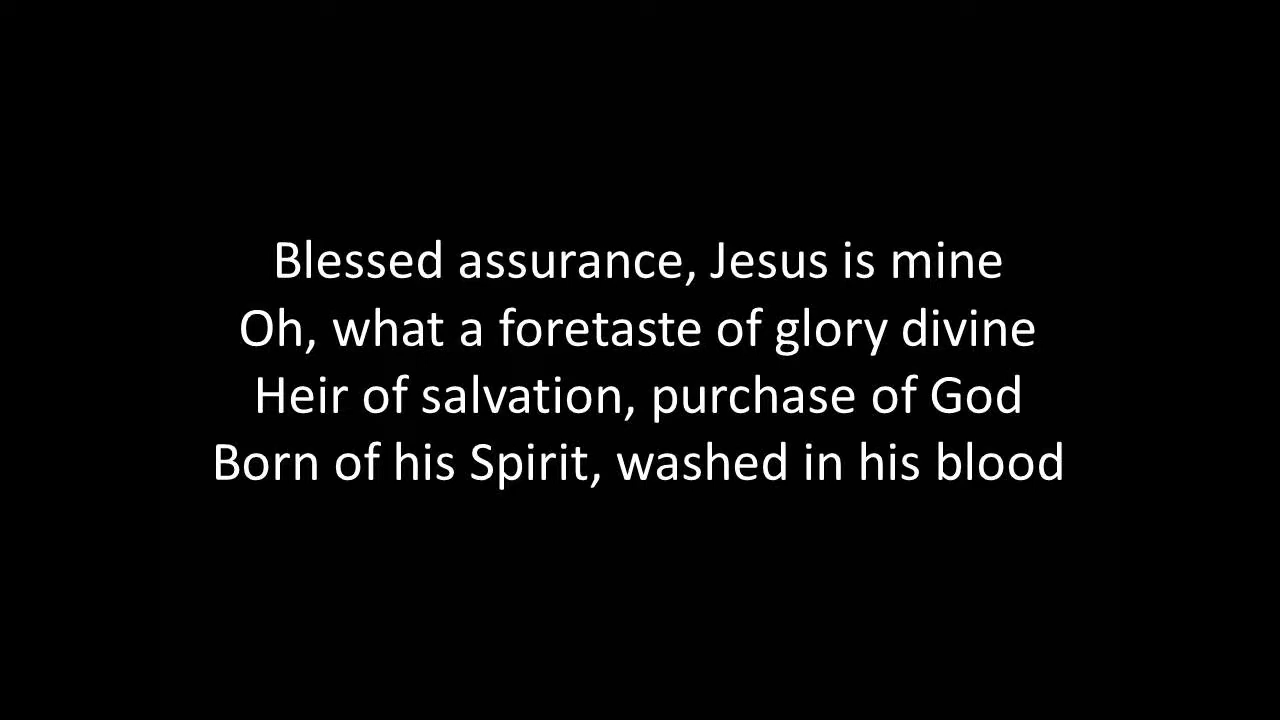 Blessed assurance, Jesus is mine
Oh, what a foretaste of glory divine
Heir of salvation, purchase of God
Born of his Spirit, washed in his blood